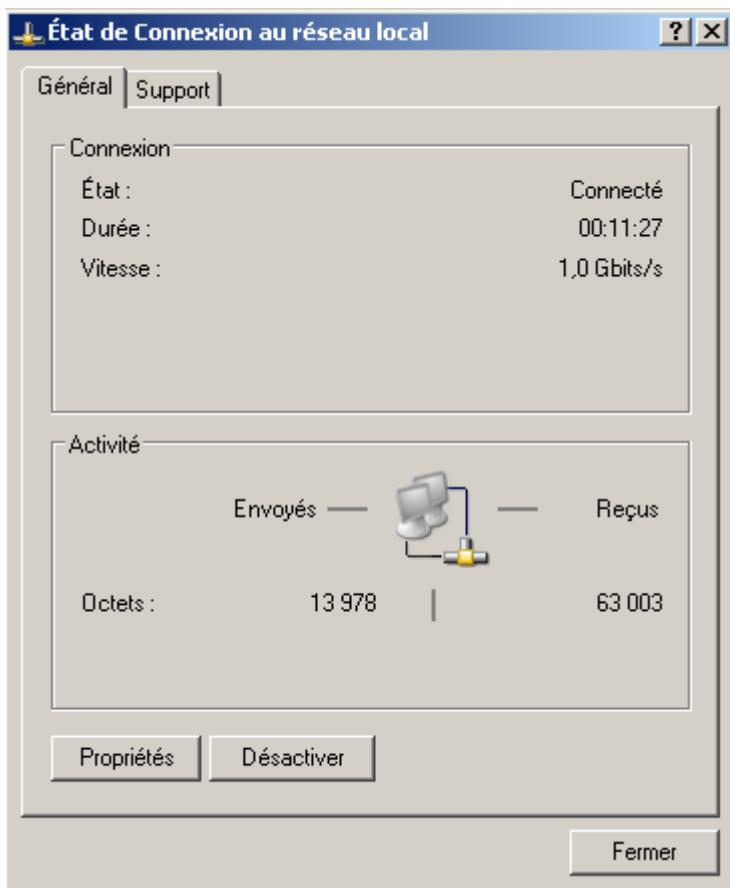 État de Connexion au réseau local
Général Support
Connexion
État : Connecté
Durée : 00:11:27
Vitesse : 1,0 Gbits/s
Activité
Envoyés Reçus
Octets : 13 978 63 003
Propriétés Désactiver
Fermer